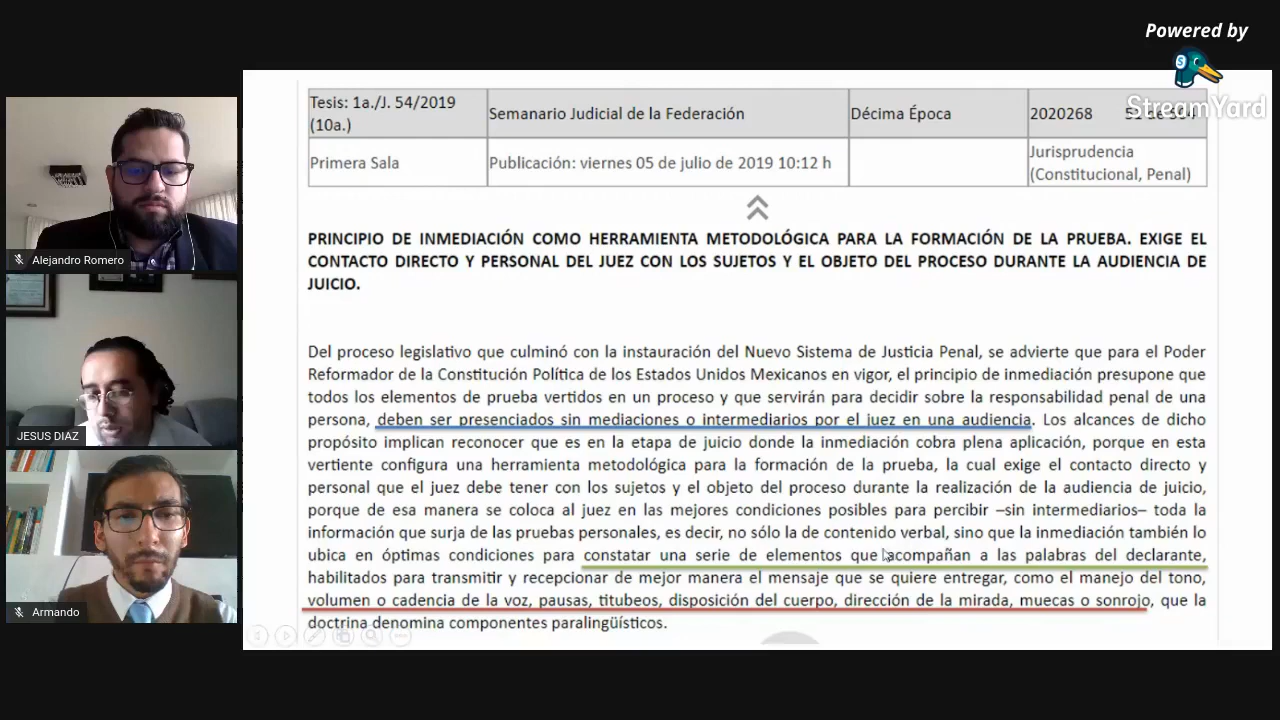 Powered by
StreamYard
Tesis: 1a./J. 54/2019
(10a.)
Semanario Judicial de la Federación
Décima Época
2020268
Primera Sala
Publicación: viernes 05 de julio de 2019 10:12 h
Jurisprudencia
(Constitucional, Penal)
PRINCIPIO DE INMEDIACIÓN COMO HERRAMIENTA METODOLÓGICA PARA LA FORMACIÓN DE LA PRUEBA. EXIGE EL
CONTACTO DIRECTO Y PERSONAL DEL JUEZ CON LOS SUJETOS Y EL OBJETO DEL PROCESO DURANTE LA AUDIENCIA DE
JUICIO.
Del proceso legislativo que culminó con la instauración del Nuevo Sistema de Justicia Penal, se advierte que para el Poder
Reformador de la Constitución Política de los Estados Unidos Mexicanos en vigor, el principio de inmediación presupone que
todos los elementos de prueba vertidos en un proceso y que servirán para decidir sobre la responsabilidad penal de una
persona, deben ser presenciados sin mediaciones o intermediarios por el juez en una audiencia. Los alcances de dicho
propósito implican reconocer que es en la etapa de juicio donde la inmediación cobra plena aplicación, porque en esta
vertiente configura una herramienta metodológica para la formación de la prueba, la cual exige el contacto directo y
personal que el juez debe tener con los sujetos y el objeto del proceso durante la realización de la audiencia de juicio,
porque de esa manera se coloca al juez en las mejores condiciones posibles para percibir –sin intermediarios– toda la
información que surja de las pruebas personales, es decir, no sólo la de contenido verbal, sino que la inmediación también lo
ubica en óptimas condiciones para constatar una serie de elementos que acompañan a las palabras del declarante,
habilitados para transmitir y recepcionar de mejor manera el mensaje que se quiere entregar, como el manejo del tono,
volumen o cadencia de la voz, pausas, titubeos, disposición del cuerpo, dirección de la mirada, muecas o sonrojo, que la
doctrina denomina componentes paralingüísticos.
Alejandro Romero
JESUS DIAZ
Armando